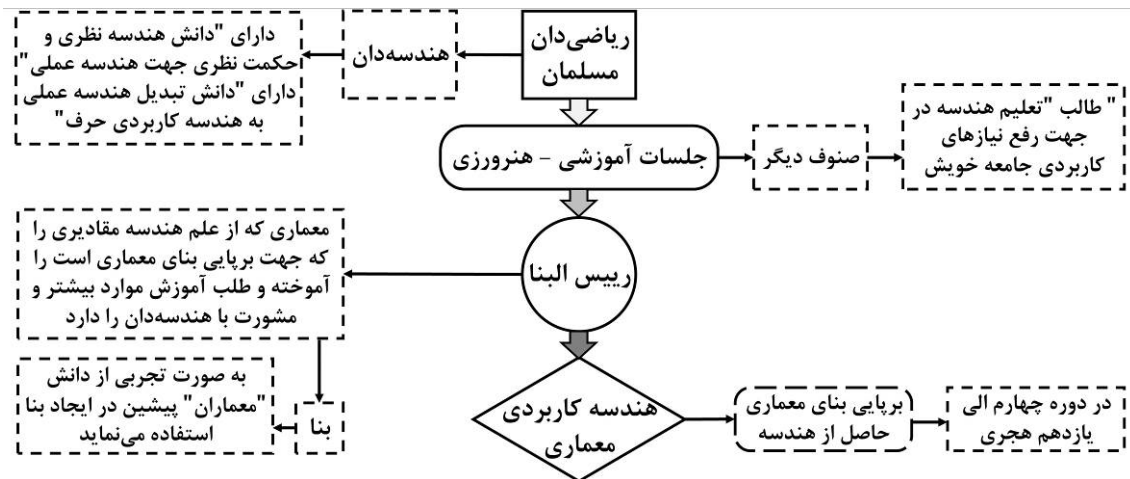 ریاضی‌دان
مسلمان
هندسه‌دان
دارای "دانش هندسه نظری و
حکمت نظری جهت هندسه عملی"
دارای "دانش تبدیل هندسه عملی
به هندسه کاربردی حرف"
جلسات آموزشی - هنرورزی
صنوف دیگر
" طالب "تعلیم هندسه در
جهت رفع نیازهای
کاربردی جامعه خویش
رییس البنا
معماری که از علم هندسه مقادیری را
که جهت برپایی بنای معماری است را
آموخته و طلب آموزش موارد بیشتر و
مشورت با هندسه‌دان را دارد
بنا
به صورت تجربی از دانش
"معماران" پیشین در ایجاد بنا
استفاده می‌نماید
هندسه کاربردی
معماری
برپایی بنای معماری
حاصل از هندسه
در دوره چهارم الی
یازدهم هجری